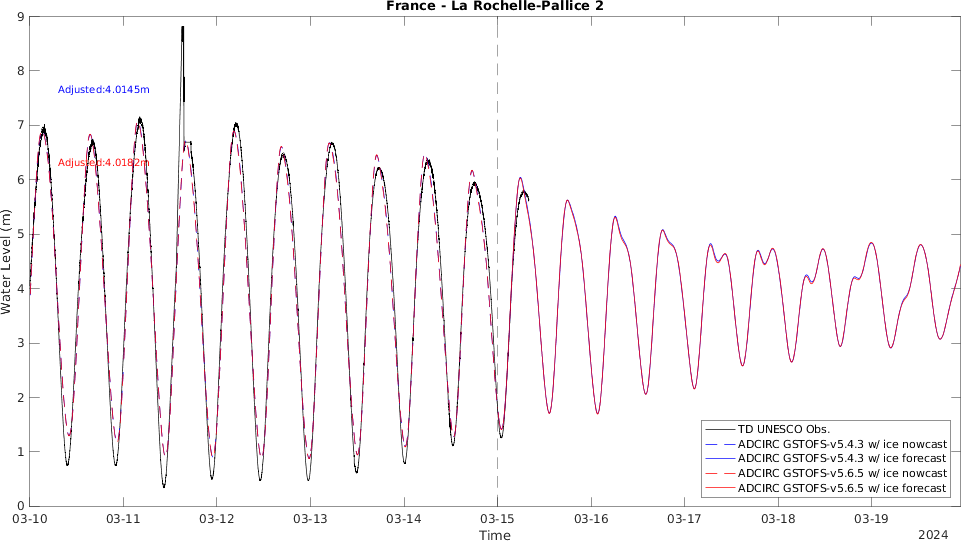 France - La Rochelle-Pallice 2
9
8
7
6
5
4
3
2
1
0
Water Level (m)
Adjusted:4.0145m
Adjusted:4.0182m
TD UNESCO Obs.
ADCIRC GSTOFS-v5.4.3 w/ ice nowcast
ADCIRC GSTOFS-v5.4.3 w/ ice forecast
ADCIRC GSTOFS-v5.6.5 w/ ice nowcast
ADCIRC GSTOFS-v5.6.5 w/ ice forecast
03-10 03-11 03-12 03-13 03-14 03-15 03-16 03-17 03-18 03-19
Time
2024